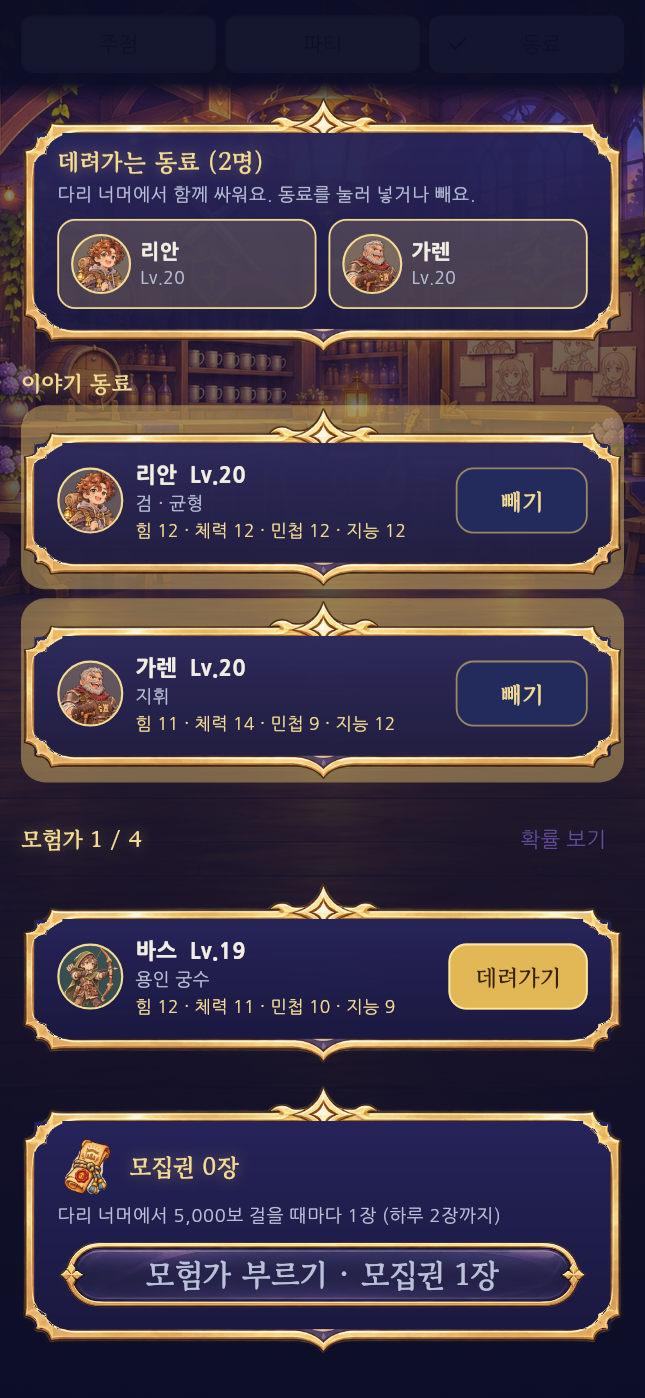 주점
파티
동료
데려가는 동료 (2명)
다리 너머에서 함께 싸워요. 동료를 눌러 넣거나 빼요.
리안
Lv.20
가렌
Lv.20
이야기 동료
리안 Lv.20
검 · 균형
힘 12 · 체력 12 · 민첩 12 · 지능 12
빼기
가렌 Lv.20
지휘
힘 11 · 체력 14 · 민첩 9 · 지능 12
빼기
모험가 1 / 4
확률 보기
바스 Lv.19
용인 궁수
힘 12 · 체력 11 · 민첩 10 · 지능 9
데려가기
모집권 0장
다리 너머에서 5,000보 걸을 때마다 1장 (하루 2장까지)
모험가 부르기 · 모집권 1장